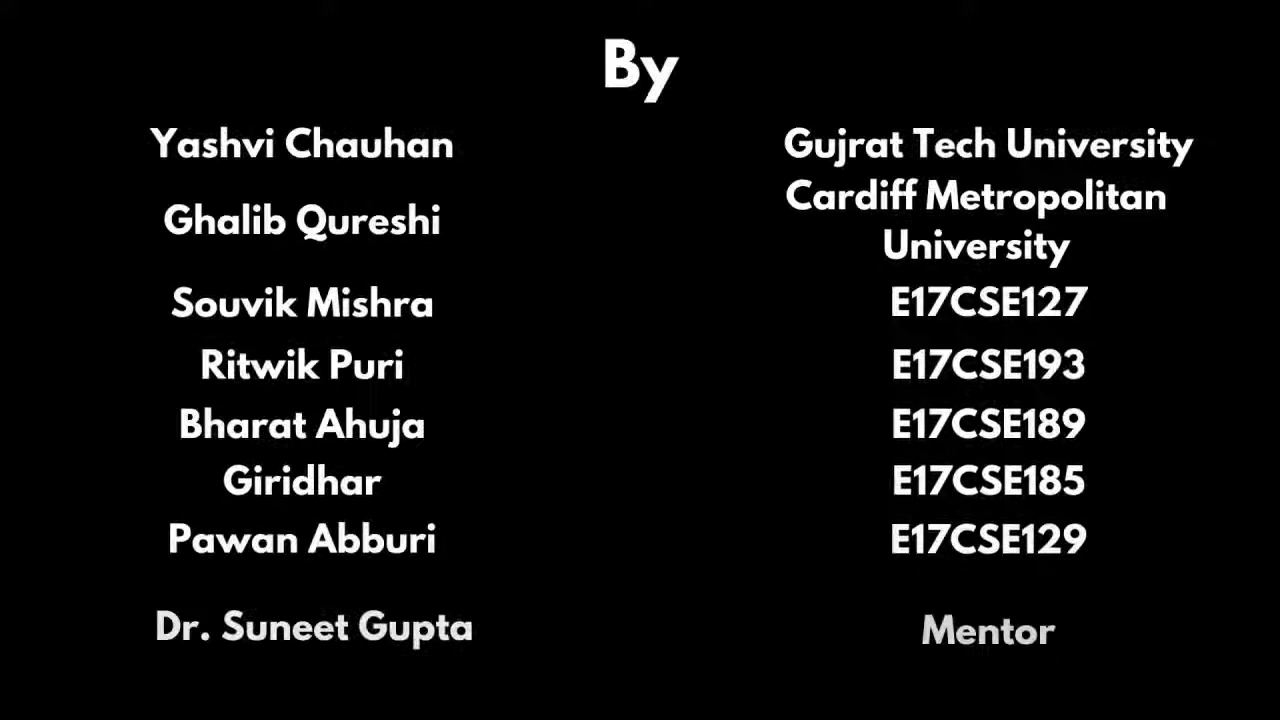 By
Yashvi Chauhan Gujrat Tech University
Ghalib Qureshi Cardiff Metropolitan
University
Souvik Mishra E17CSE127
Ritwik Puri E17CSE193
Bharat Ahuja E17CSE189
Giridhar E17CSE185
Pawan Abburi E17CSE129
Dr. Suneet Gupta Mentor